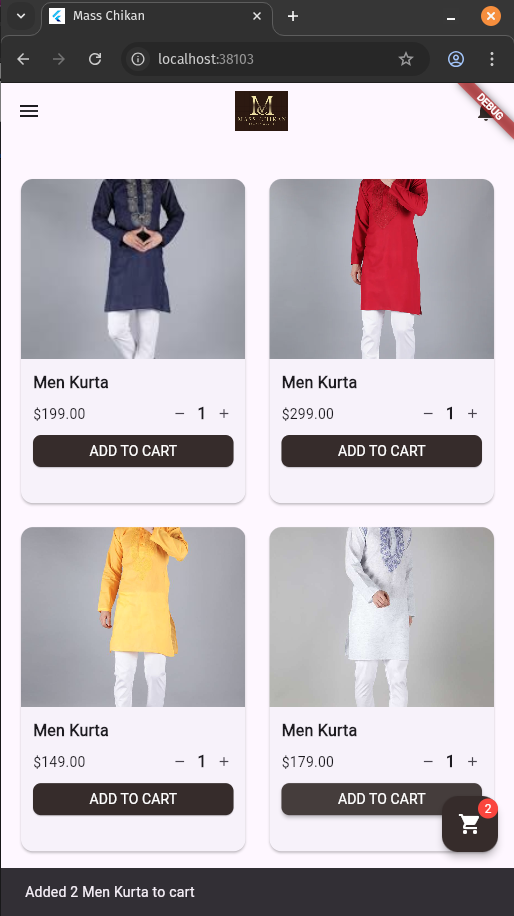 Mass Chikan
localhost:38103
M
MASS CHIKAN
DEBUG
Men Kurta
$199.00 − 1 +
ADD TO CART
Men Kurta
$299.00 − 1 +
ADD TO CART
Men Kurta
$149.00 − 1 +
ADD TO CART
Men Kurta
$179.00 − 1 +
ADD TO CART
2
Added 2 Men Kurta to cart